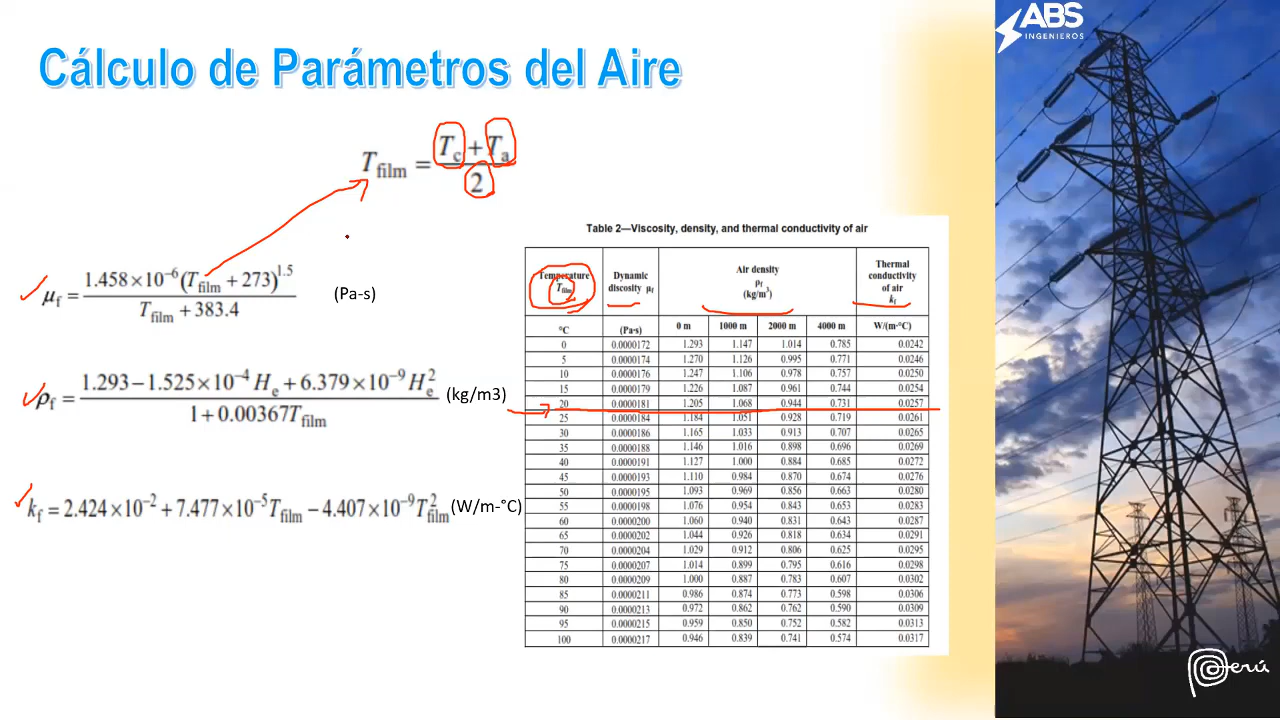 ABS
INGENIEROS
Cálculo de Parámetros del Aire
T_film = (T_c + T_a) / 2
μ_f = 1.458×10^−6 (T_film + 273)^1.5 / (T_film + 383.4) (Pa-s)
ρ_f = (1.293 − 1.525×10^−4 H_e + 6.379×10^−9 H_e^2) / (1 + 0.00367T_film) (kg/m3)
k_f = 2.424×10^−2 + 7.477×10^−5 T_film − 4.407×10^−9 T_film^2 (W/m-°C)
Table 2—Viscosity, density, and thermal conductivity of air
Temperature T_film | Dynamic discosity μ_f | Air density ρ_f (kg/m^3) | Thermal conductivity of air k_f
°C | (Pa-s) | 0 m | 1000 m | 2000 m | 4000 m | W/(m-°C)
0 0.0000172 1.293 1.147 1.014 0.785 0.0242
5 0.0000174 1.270 1.126 0.995 0.771 0.0246
10 0.0000176 1.247 1.106 0.978 0.757 0.0250
15 0.0000179 1.226 1.087 0.961 0.744 0.0254
20 0.0000181 1.205 1.068 0.944 0.731 0.0257
25 0.0000184 1.184 1.051 0.928 0.719 0.0261
30 0.0000186 1.165 1.033 0.913 0.707 0.0265
35 0.0000188 1.146 1.016 0.898 0.696 0.0269
40 0.0000191 1.127 1.000 0.884 0.685 0.0272
45 0.0000193 1.110 0.984 0.870 0.674 0.0276
50 0.0000195 1.093 0.969 0.856 0.663 0.0280
55 0.0000198 1.076 0.954 0.843 0.653 0.0283
60 0.0000200 1.060 0.940 0.831 0.643 0.0287
65 0.0000202 1.044 0.926 0.818 0.634 0.0291
70 0.0000204 1.029 0.912 0.806 0.625 0.0295
75 0.0000207 1.014 0.899 0.795 0.616 0.0298
80 0.0000209 1.000 0.887 0.783 0.607 0.0302
85 0.0000211 0.986 0.874 0.773 0.598 0.0306
90 0.0000213 0.972 0.862 0.762 0.590 0.0309
95 0.0000215 0.959 0.850 0.752 0.582 0.0313
100 0.0000217 0.946 0.839 0.741 0.574 0.0317
Perú